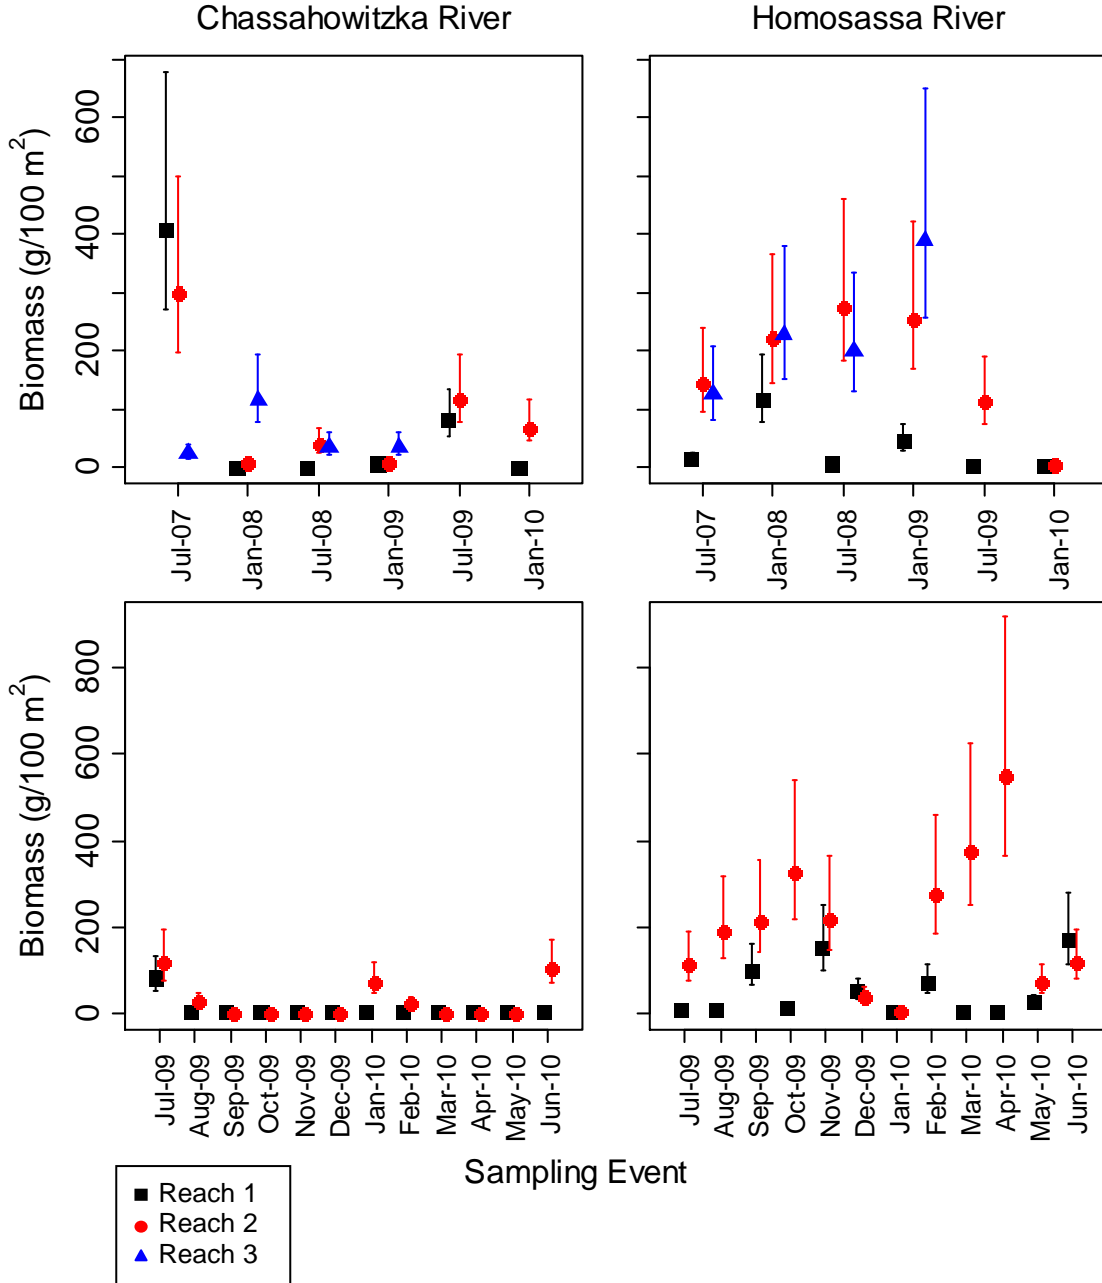 Chassahowitzka River
Homosassa River
Biomass (g/100 m²)
600
400
200
0
Jul-07
Jan-08
Jul-08
Jan-09
Jul-09
Jan-10
Jul-07
Jan-08
Jul-08
Jan-09
Jul-09
Jan-10
Biomass (g/100 m²)
800
600
400
200
0
Jul-09
Aug-09
Sep-09
Oct-09
Nov-09
Dec-09
Jan-10
Feb-10
Mar-10
Apr-10
May-10
Jun-10
Jul-09
Aug-09
Sep-09
Oct-09
Nov-09
Dec-09
Jan-10
Feb-10
Mar-10
Apr-10
May-10
Jun-10
Sampling Event
Reach 1
Reach 2
Reach 3